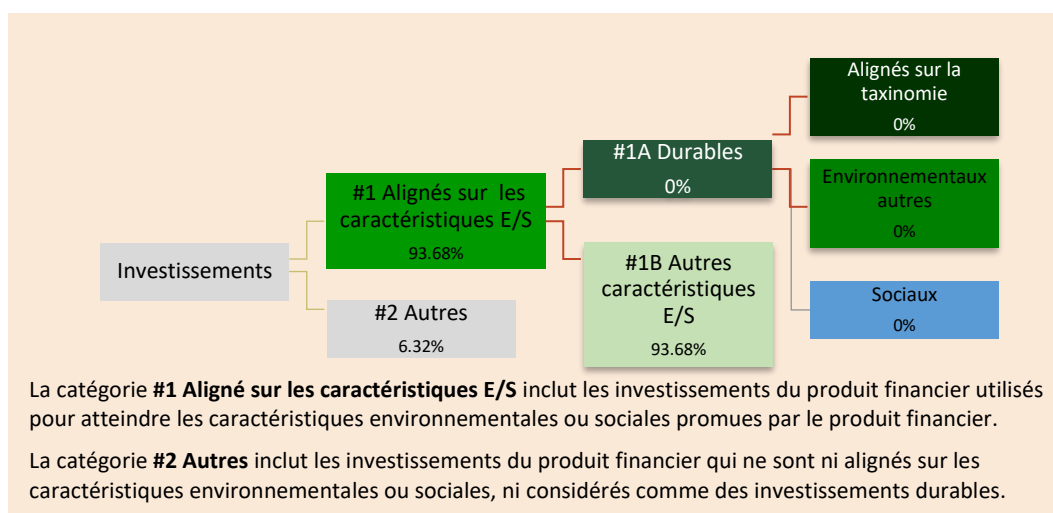 Investissements
#1 Alignés sur les
caractéristiques E/S
93.68%
#2 Autres
6.32%
#1A Durables
0%
#1B Autres
caractéristiques
E/S
93.68%
Alignés sur la
taxinomie
0%
Environnementaux
autres
0%
Sociaux
0%
La catégorie #1 Aligné sur les caractéristiques E/S inclut les investissements du produit financier utilisés
pour atteindre les caractéristiques environnementales ou sociales promues par le produit financier.
La catégorie #2 Autres inclut les investissements du produit financier qui ne sont ni alignés sur les
caractéristiques environnementales ou sociales, ni considérés comme des investissements durables.